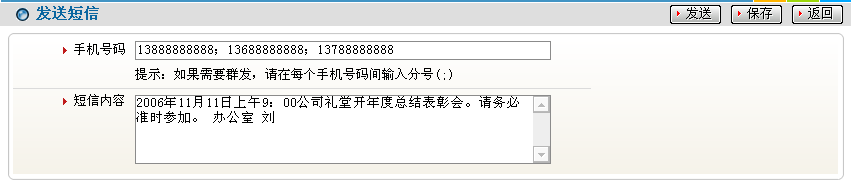 发送短信
发送 保存 返回
手机号码 13888888888；13688888888；13788888888
提示：如果需要群发，请在每个手机号码间输入分号(;)
短信内容 2006年11月11日上午9：00公司礼堂开年度总结表彰会。请务必
准时参加。 办公室 刘